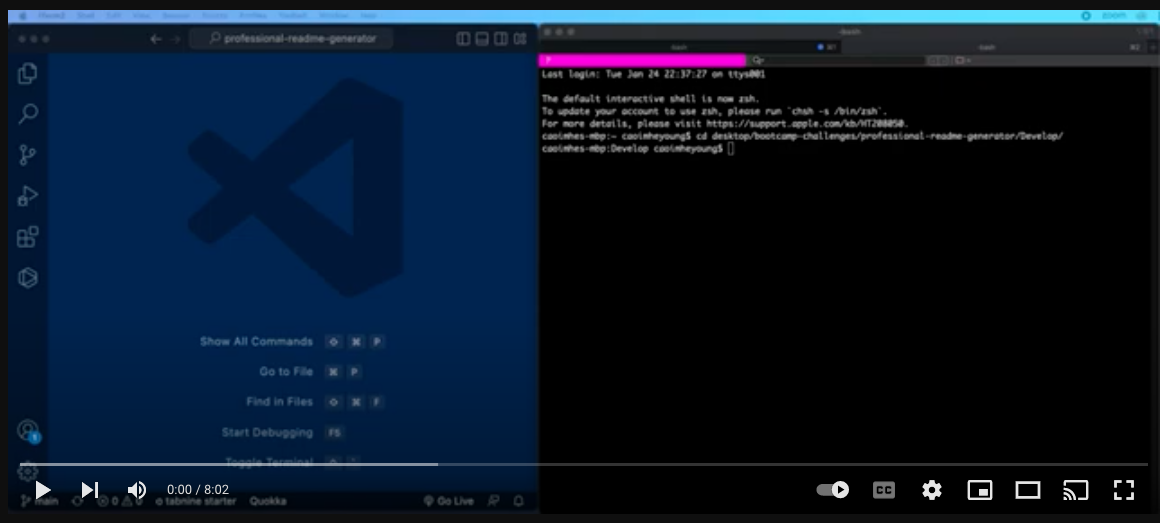 professional-readme-generator
Last login: Tue Jan 24 22:37:27 on ttys001
The default interactive shell is now zsh.
To update your account to use zsh, please run `chsh -s /bin/zsh`.
For more details, please visit https://support.apple.com/kb/HT208050.
caoimhes-mbp:~ caoimheyoung$ cd desktop/bootcamp-challenges/professional-readme-generator/Develop/
caoimhes-mbp:Develop caoimheyoung$
Show All Commands ⇧ ⌘ P
Go to File ⌘ P
Find in Files ⇧ ⌘ F
Start Debugging F5
Toggle Terminal
0:00 / 8:02
CC
main 0 0 tabnine starter Quokka Go Live